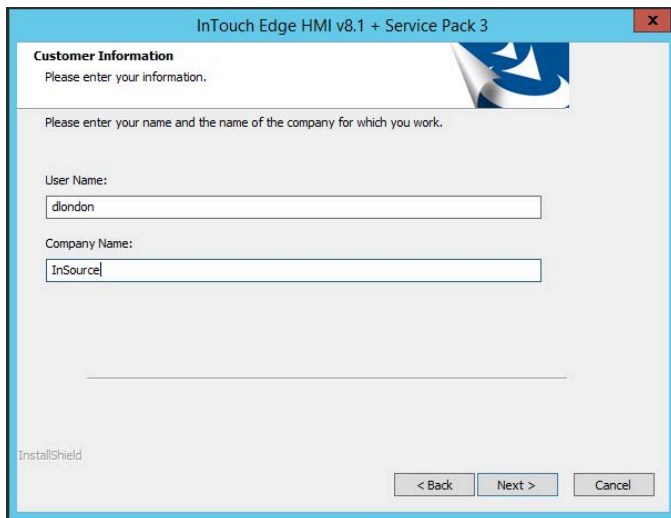 InTouch Edge HMI v8.1 + Service Pack 3
x
Customer Information
Please enter your information.
Please enter your name and the name of the company for which you work.
User Name:
dlondon
Company Name:
InSource
InstallShield
< Back Next > Cancel